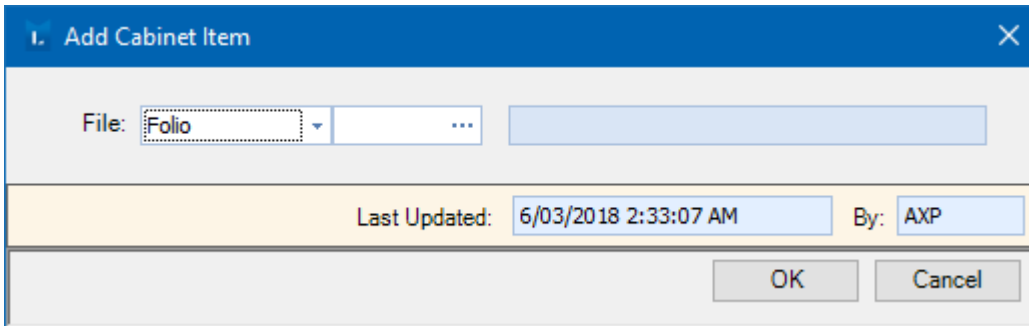 Add Cabinet Item
File: Folio ...
Last Updated: 6/03/2018 2:33:07 AM By: AXP
OK Cancel